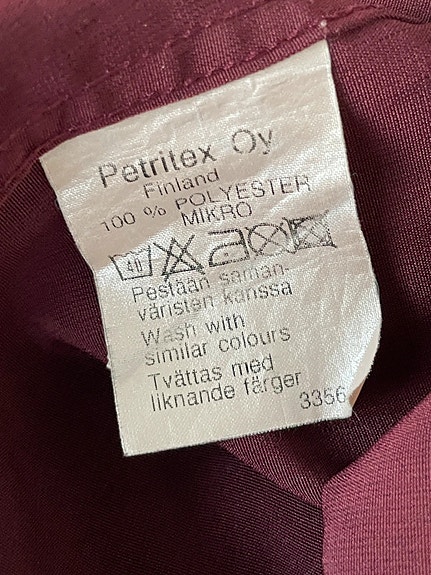 Petritex Oy
Finland
100 % POLYESTER
MIKRO
40
Pestään saman-
väristen kanssa
Wash with
similar colours
Tvättas med
liknande färger
3356